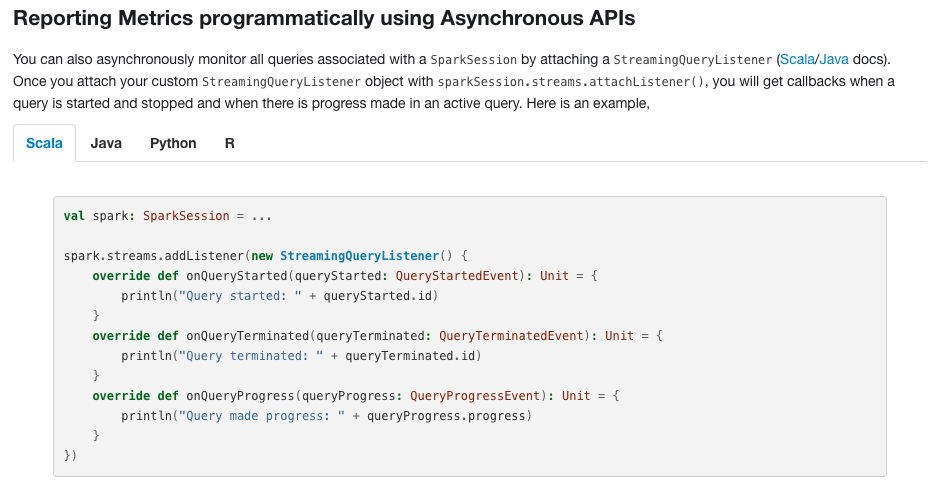 Reporting Metrics programmatically using Asynchronous APIs
You can also asynchronously monitor all queries associated with a SparkSession by attaching a StreamingQueryListener (Scala/Java docs).
Once you attach your custom StreamingQueryListener object with sparkSession.streams.attachListener(), you will get callbacks when a
query is started and stopped and when there is progress made in an active query. Here is an example,
Scala Java Python R
val spark: SparkSession = ...
spark.streams.addListener(new StreamingQueryListener() {
    override def onQueryStarted(queryStarted: QueryStartedEvent): Unit = {
        println("Query started: " + queryStarted.id)
    }
    override def onQueryTerminated(queryTerminated: QueryTerminatedEvent): Unit = {
        println("Query terminated: " + queryTerminated.id)
    }
    override def onQueryProgress(queryProgress: QueryProgressEvent): Unit = {
        println("Query made progress: " + queryProgress.progress)
    }
})